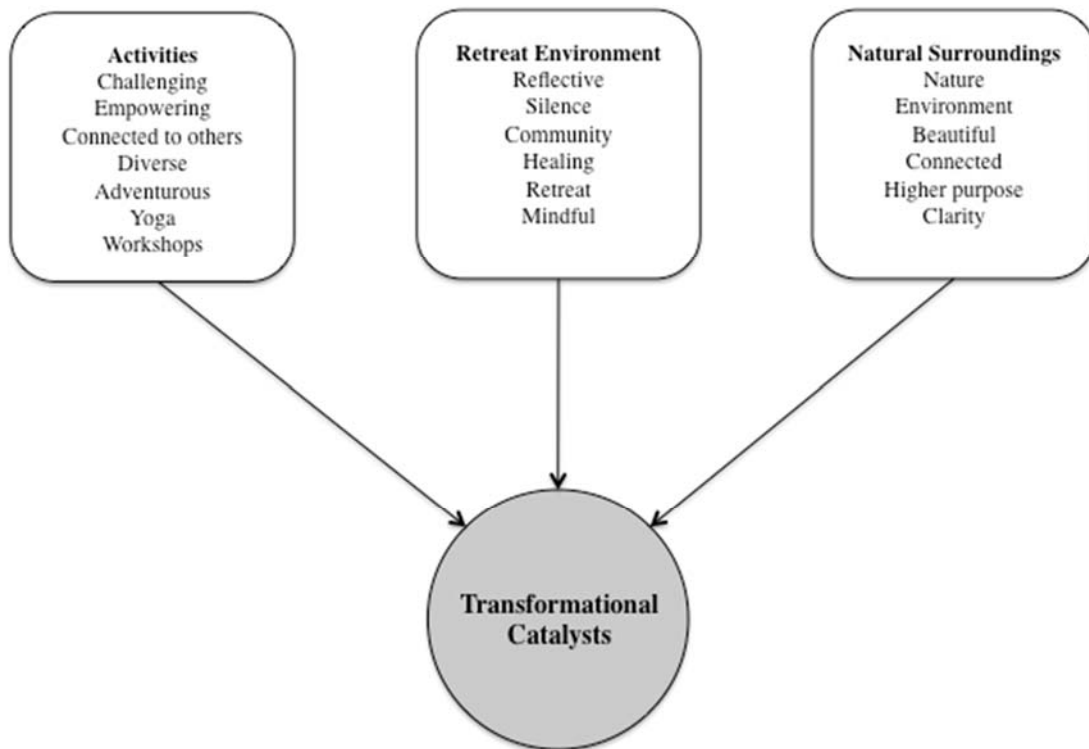 Activities
Challenging
Empowering
Connected to others
Diverse
Adventurous
Yoga
Workshops
Retreat Environment
Reflective
Silence
Community
Healing
Retreat
Mindful
Natural Surroundings
Nature
Environment
Beautiful
Connected
Higher purpose
Clarity
Transformational
Catalysts